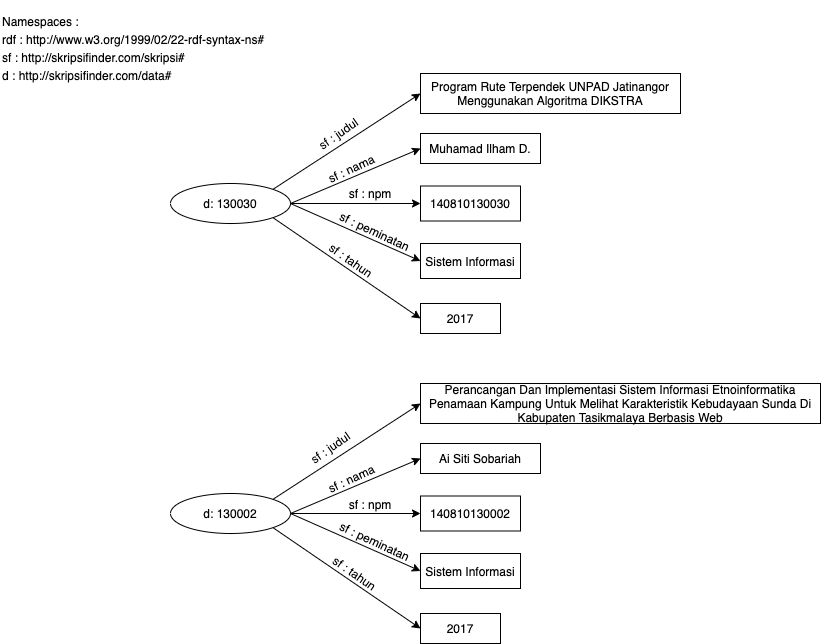 Namespaces :
rdf : http://www.w3.org/1999/02/22-rdf-syntax-ns#
sf : http://skripsifinder.com/skripsi#
d : http://skripsifinder.com/data#
d: 130030
sf : judul
Program Rute Terpendek UNPAD Jatinangor
Menggunakan Algoritma DIKSTRA
sf : nama
Muhamad Ilham D.
sf : npm
140810130030
sf : peminatan
Sistem Informasi
sf : tahun
2017
d: 130002
sf : judul
Perancangan Dan Implementasi Sistem Informasi Etnoinformatika
Penamaan Kampung Untuk Melihat Karakteristik Kebudayaan Sunda Di
Kabupaten Tasikmalaya Berbasis Web
sf : nama
Ai Siti Sobariah
sf : npm
140810130002
sf : peminatan
Sistem Informasi
sf : tahun
2017